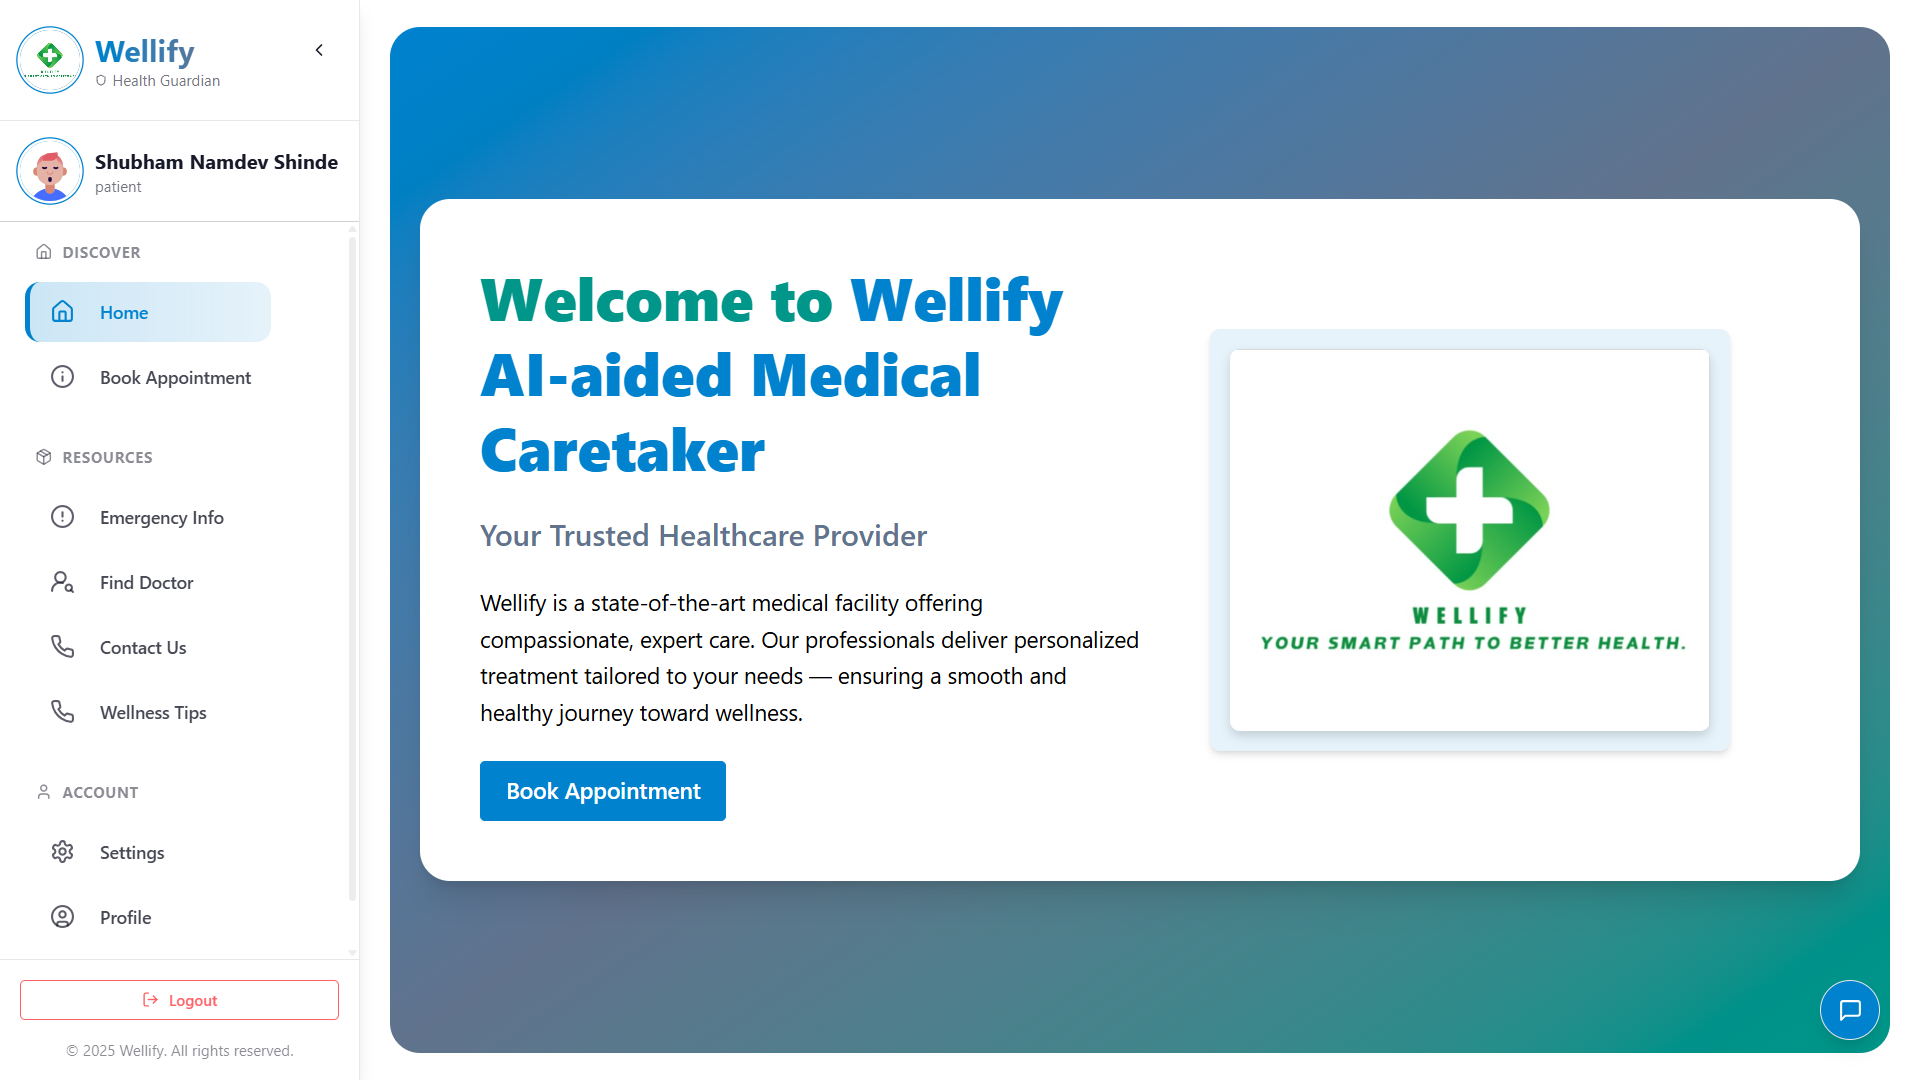 Wellify
Health Guardian
Shubham Namdev Shinde
patient
DISCOVER
Home
Book Appointment
RESOURCES
Emergency Info
Find Doctor
Contact Us
Wellness Tips
ACCOUNT
Settings
Profile
Logout
© 2025 Wellify. All rights reserved.
Welcome to Wellify
AI-aided Medical
Caretaker
Your Trusted Healthcare Provider
Wellify is a state-of-the-art medical facility offering
compassionate, expert care. Our professionals deliver personalized
treatment tailored to your needs — ensuring a smooth and
healthy journey toward wellness.
Book Appointment
WELLIFY
YOUR SMART PATH TO BETTER HEALTH.